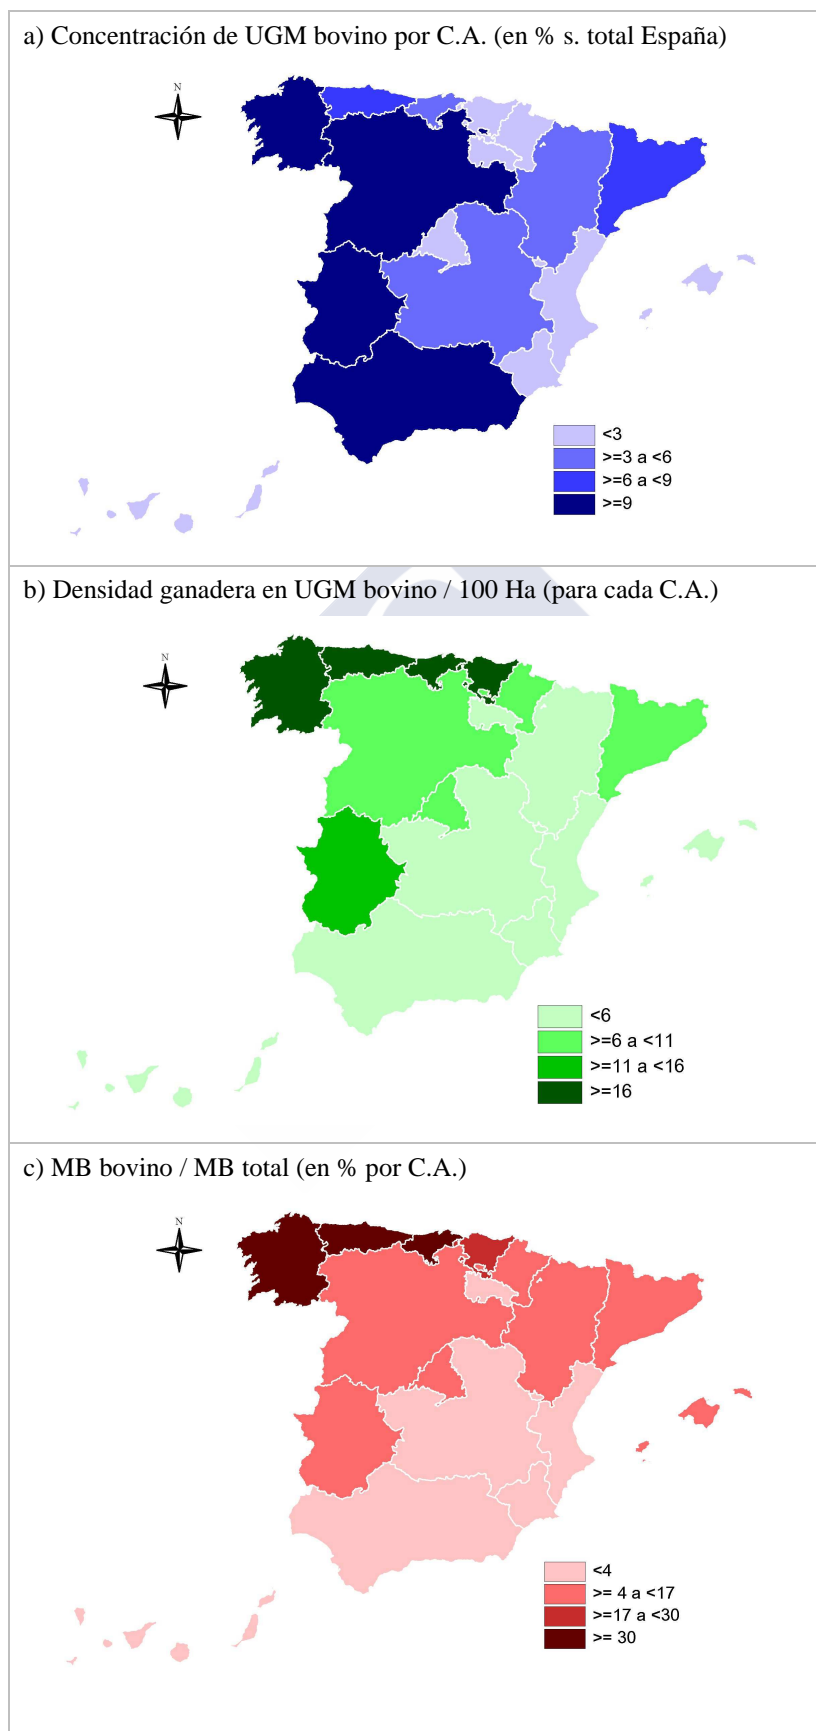 a) Concentración de UGM bovino por C.A. (en % s. total España)
N
<3
>=3 a <6
>=6 a <9
>=9
b) Densidad ganadera en UGM bovino / 100 Ha (para cada C.A.)
N
<6
>=6 a <11
>=11 a <16
>=16
c) MB bovino / MB total (en % por C.A.)
N
<4
>= 4 a <17
>=17 a <30
>= 30